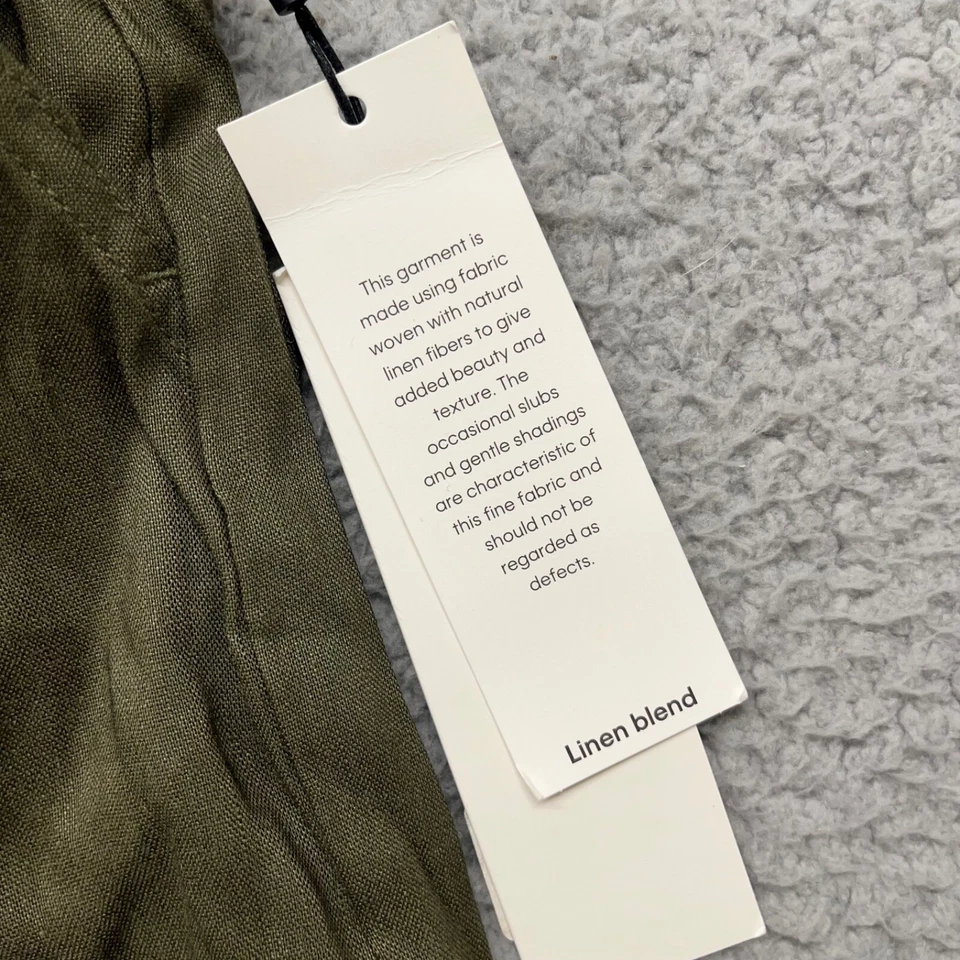 This garment is
made using fabric
woven with natural
linen fibers to give
added beauty and
texture. The
occasional slubs
and gentle shadings
are characteristic of
this fine fabric and
should not be
regarded as
defects.
Linen blend